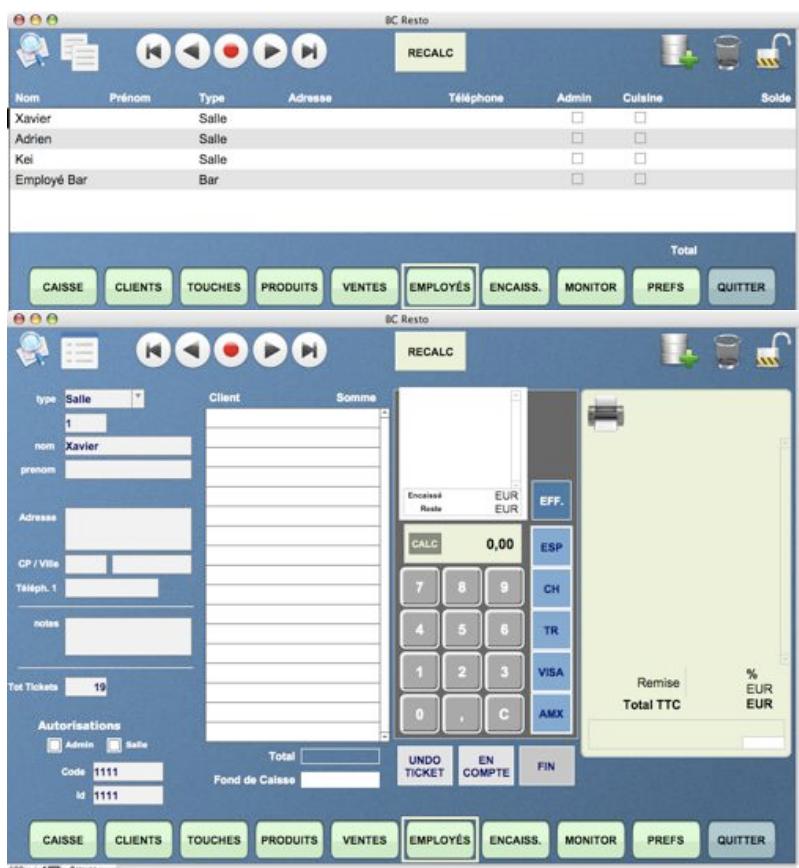 BC Resto
RECALC
Nom Prénom Type Adresse Téléphone Admin Cuisine Solde
Xavier Salle
Adrien Salle
Kei Salle
Employé Bar Bar
Total
CAISSE CLIENTS TOUCHES PRODUITS VENTES EMPLOYÉS ENCAISS. MONITOR PREFS QUITTER
BC Resto
RECALC
type Salle
1
nom Xavier
prenom
Adresse
CP / Ville
Téléph. 1
notes
Tot Tickets 19
Autorisations
Admin Salle
Code 1111
Id 1111
Client Somme
Total
Fond de Caisse
Encaissé EUR
Reste EUR
EFF.
CALC 0,00 ESP
7 8 9 CH
4 5 6 TR
1 2 3 VISA
0 , C AMX
UNDO TICKET
EN COMPTE
FIN
Remise %
EUR
Total TTC EUR
CAISSE CLIENTS TOUCHES PRODUITS VENTES EMPLOYÉS ENCAISS. MONITOR PREFS QUITTER